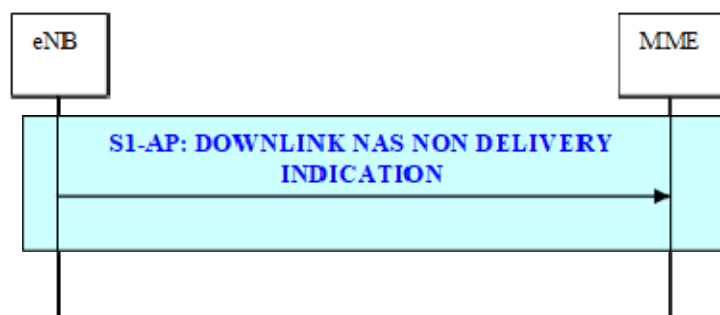 eNB
MME
S1-AP: DOWNLINK NAS NON DELIVERY
INDICATION